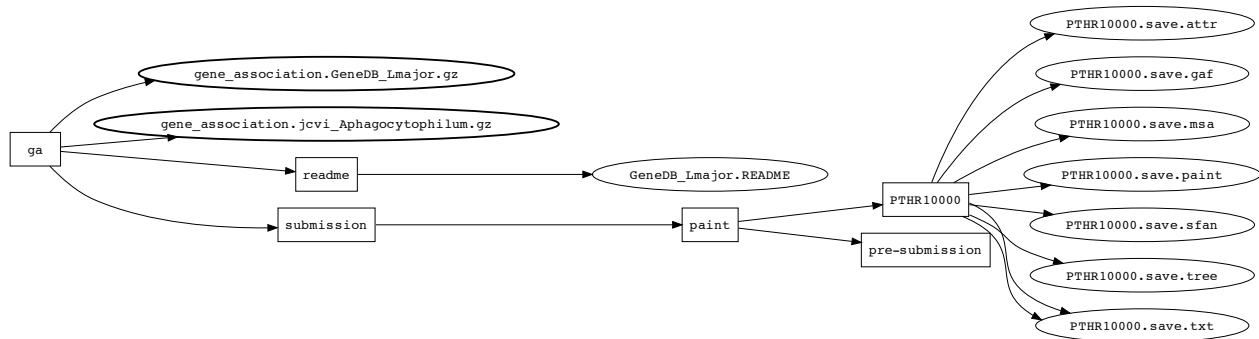 PTHR10000.save.attr
gene_association.GeneDB_Lmajor.gz
PTHR10000.save.gaf
gene_association.jcvi_Aphagocytophilum.gz
PTHR10000.save.msa
ga
readme
GeneDB_Lmajor.README
PTHR10000.save.paint
PTHR10000
submission
paint
PTHR10000.save.sfan
pre-submission
PTHR10000.save.tree
PTHR10000.save.txt